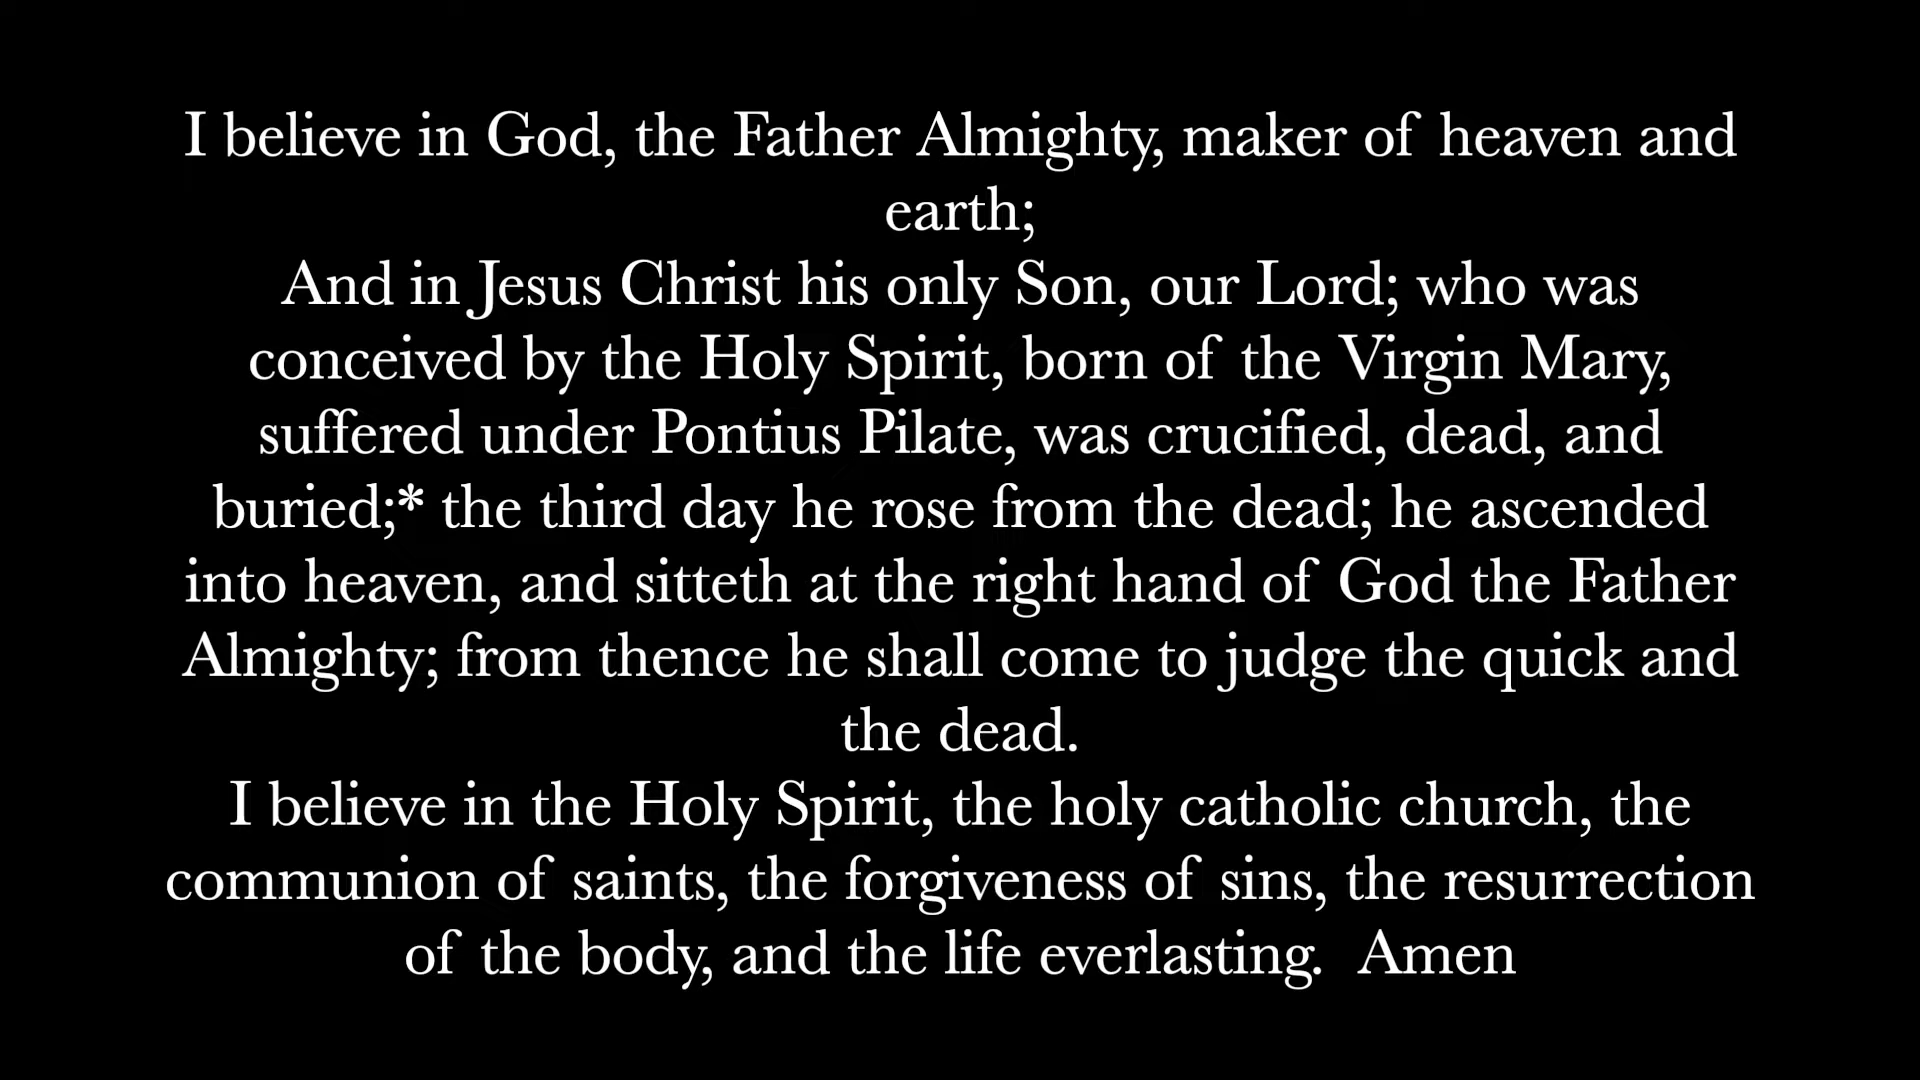 I believe in God, the Father Almighty, maker of heaven and
earth;
And in Jesus Christ his only Son, our Lord; who was
conceived by the Holy Spirit, born of the Virgin Mary,
suffered under Pontius Pilate, was crucified, dead, and
buried;* the third day he rose from the dead; he ascended
into heaven, and sitteth at the right hand of God the Father
Almighty; from thence he shall come to judge the quick and
the dead.
I believe in the Holy Spirit, the holy catholic church, the
communion of saints, the forgiveness of sins, the resurrection
of the body, and the life everlasting.  Amen